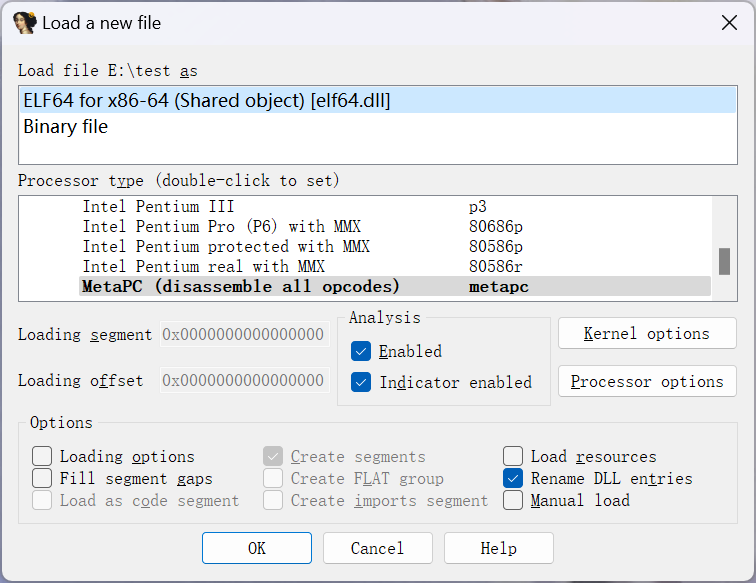 Load a new file
Load file E:\test as
ELF64 for x86-64 (Shared object) [elf64.dll]
Binary file
Processor type (double-click to set)
Intel Pentium III p3
Intel Pentium Pro (P6) with MMX 80686p
Intel Pentium protected with MMX 80586p
Intel Pentium real with MMX 80586r
MetaPC (disassemble all opcodes) metapc
Loading segment 0x0000000000000000
Loading offset 0x0000000000000000
Analysis
Enabled
Indicator enabled
Kernel options
Processor options
Options
Loading options
Fill segment gaps
Load as code segment
Create segments
Create FLAT group
Create imports segment
Load resources
Rename DLL entries
Manual load
OK
Cancel
Help